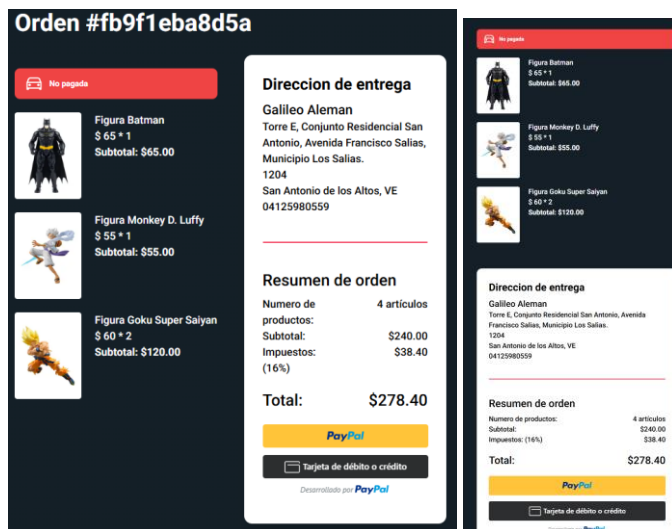 Orden #fb9f1eba8d5a
No pagada
Figura Batman
$ 65 * 1
Subtotal: $65.00
Figura Monkey D. Luffy
$ 55 * 1
Subtotal: $55.00
Figura Goku Super Saiyan
$ 60 * 2
Subtotal: $120.00
Direccion de entrega
Galileo Aleman
Torre E, Conjunto Residencial San
Antonio, Avenida Francisco Salias,
Municipio Los Salias.
1204
San Antonio de los Altos, VE
04125980559
Resumen de orden
Numero de productos: 4 artículos
Subtotal: $240.00
Impuestos: (16%) $38.40
Total: $278.40
PayPal
Tarjeta de débito o crédito
Desarrollado por PayPal
No pagada
Figura Batman
$ 65 * 1
Subtotal: $65.00
Figura Monkey D. Luffy
$ 55 * 1
Subtotal: $55.00
Figura Goku Super Saiyan
$ 60 * 2
Subtotal: $120.00
Direccion de entrega
Galileo Aleman
Torre E, Conjunto Residencial San Antonio, Avenida
Francisco Salias, Municipio Los Salias.
1204
San Antonio de los Altos, VE
04125980559
Resumen de orden
Numero de productos: 4 artículos
Subtotal: $240.00
Impuestos: (16%) $38.40
Total: $278.40
PayPal
Tarjeta de débito o crédito